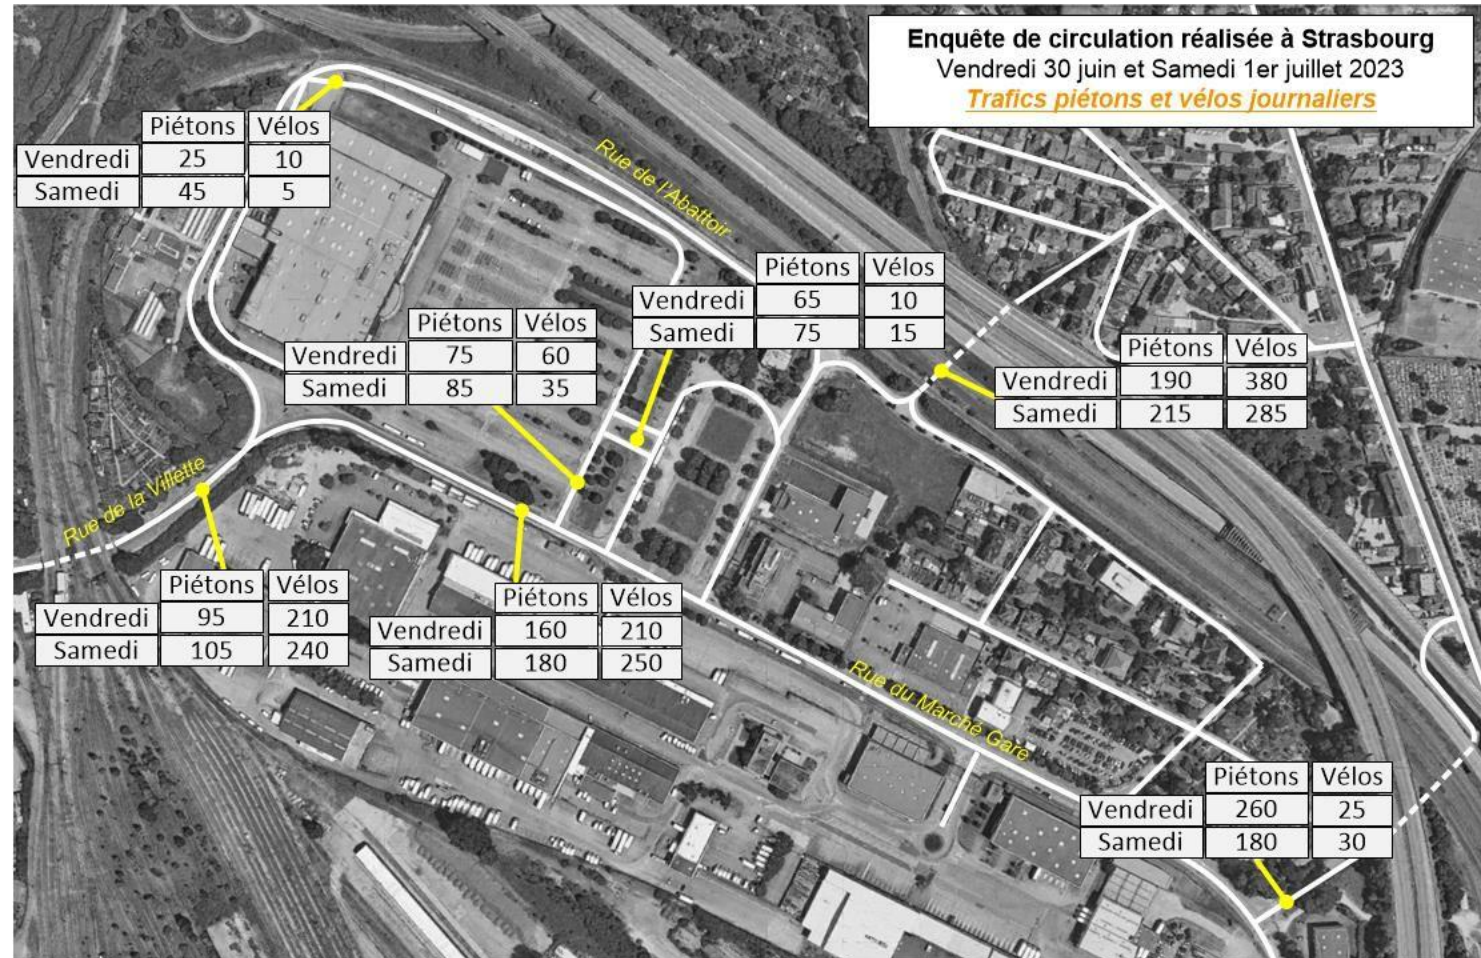 Enquête de circulation réalisée à Strasbourg
Vendredi 30 juin et Samedi 1er juillet 2023
Trafics piétons et vélos journaliers
Piétons Vélos
Vendredi 25 10
Samedi 45 5
Rue de l'Abattoir
Piétons Vélos
Vendredi 65 10
Samedi 75 15
Piétons Vélos
Vendredi 75 60
Samedi 85 35
Piétons Vélos
Vendredi 190 380
Samedi 215 285
Rue de la Villette
Piétons Vélos
Vendredi 95 210
Samedi 105 240
Piétons Vélos
Vendredi 160 210
Samedi 180 250
Rue du Marché Gare
Piétons Vélos
Vendredi 260 25
Samedi 180 30